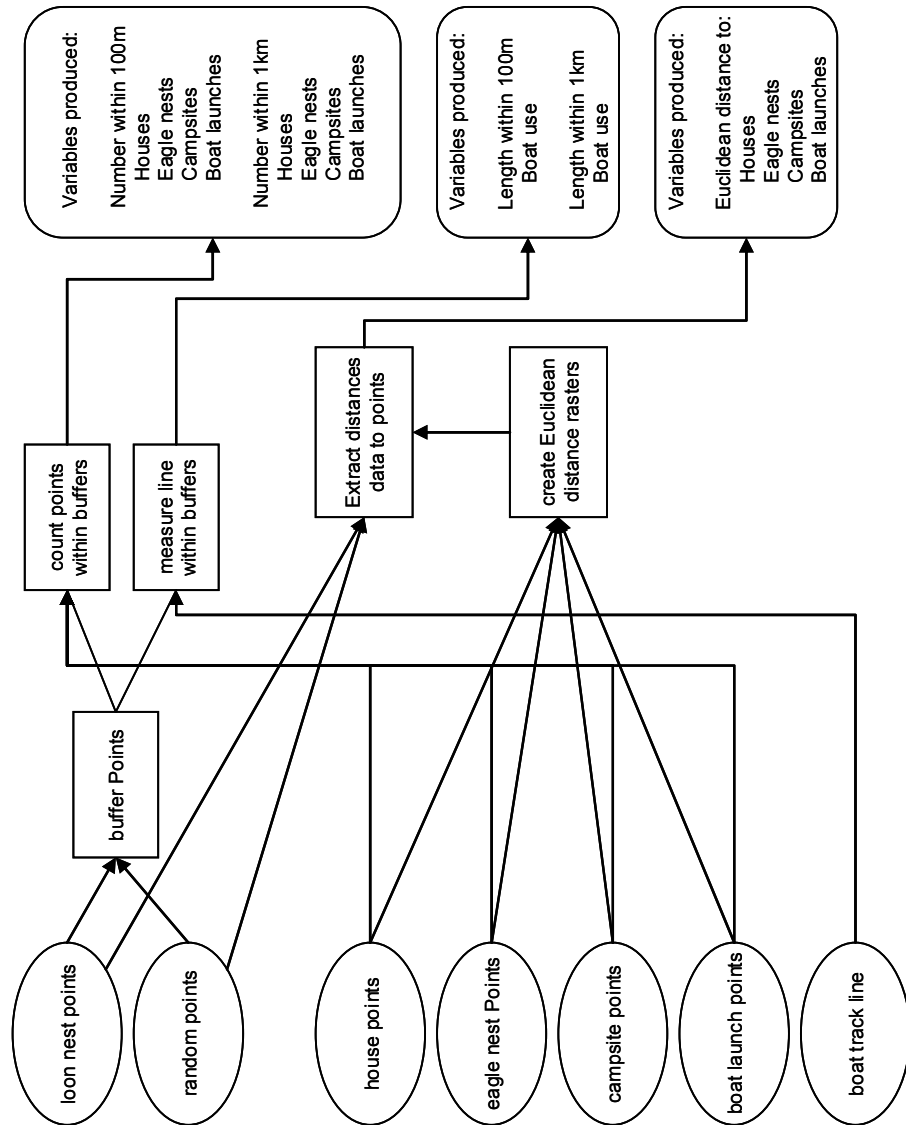 loon nest points
random points
house points
eagle nest Points
campsite points
boat launch points
boat track line
buffer Points
count points
within buffers
measure line
within buffers
Extract distances
data to points
create Euclidean
distance rasters
Variables produced:
Number within 100m
Houses
Eagle nests
Campsites
Boat launches
Number within 1km
Houses
Eagle nests
Campsites
Boat launches
Variables produced:
Length within 100m
Boat use
Length within 1km
Boat use
Variables produced:
Euclidean distance to:
Houses
Eagle nests
Campsites
Boat launches